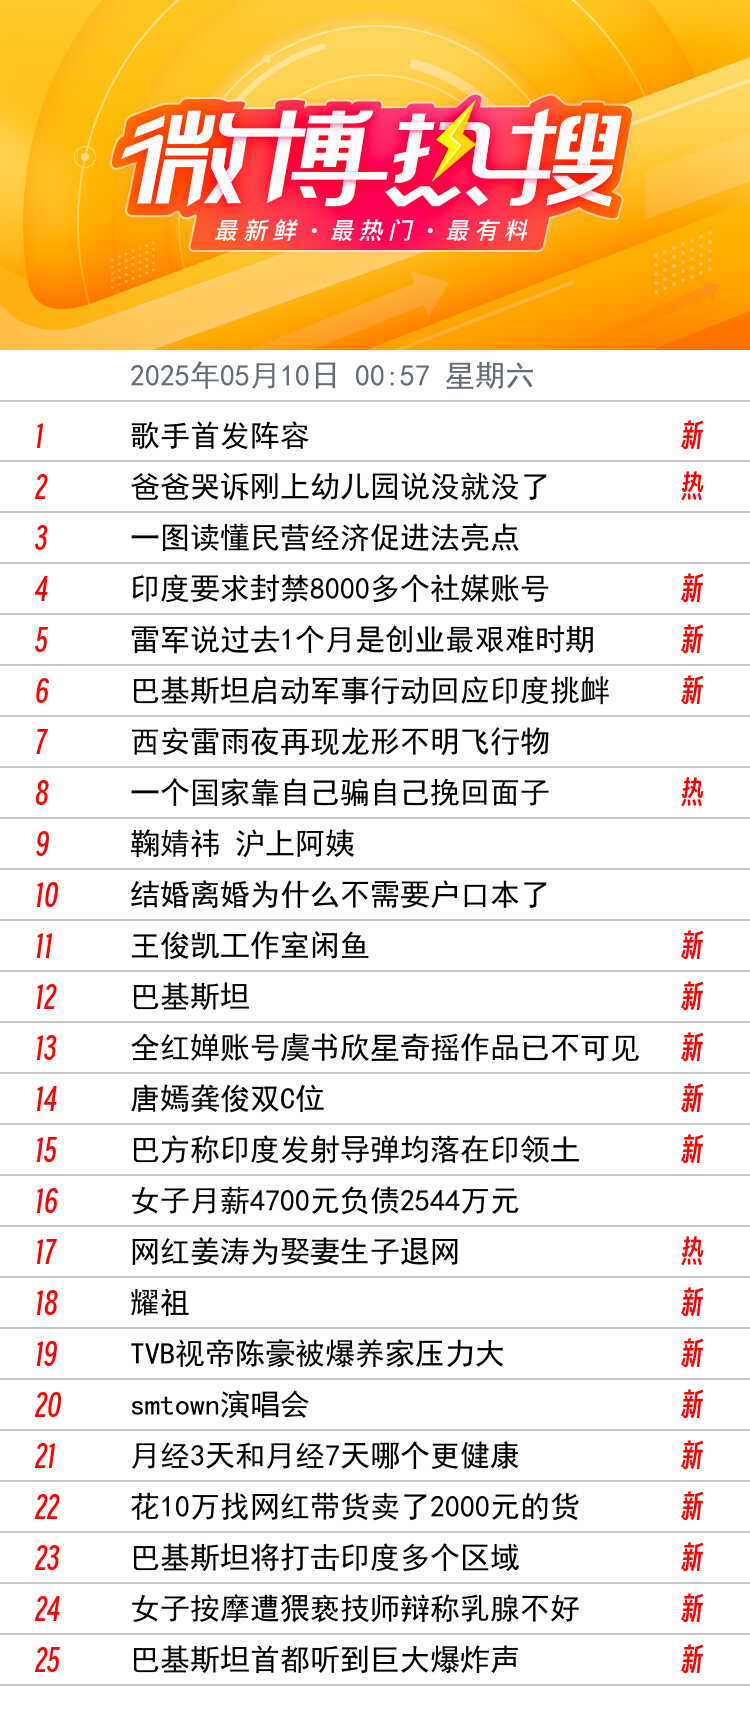 微博热搜
最新鲜·最热门·最有料
2025年05月10日 00:57 星期六
1 歌手首发阵容 新
2 爸爸哭诉刚上幼儿园说没就没了 热
3 一图读懂民营经济促进法亮点
4 印度要求封禁8000多个社媒账号 新
5 雷军说过去1个月是创业最艰难时期 新
6 巴基斯坦启动军事行动回应印度挑衅 新
7 西安雷雨夜再现龙形不明飞行物
8 一个国家靠自己骗自己挽回面子 热
9 鞠婧祎 沪上阿姨
10 结婚离婚为什么不需要户口本了
11 王俊凯工作室闲鱼 新
12 巴基斯坦 新
13 全红婵账号虞书欣星奇摇作品已不可见 新
14 唐嫣龚俊双C位 新
15 巴方称印度发射导弹均落在印领土 新
16 女子月薪4700元负债2544万元
17 网红姜涛为娶妻生子退网 热
18 耀祖 新
19 TVB视帝陈豪被爆养家压力大 新
20 smtown演唱会 新
21 月经3天和月经7天哪个更健康 新
22 花10万找网红带货卖了2000元的货 新
23 巴基斯坦将打击印度多个区域 新
24 女子按摩遭猥亵技师辩称乳腺不好 新
25 巴基斯坦首都听到巨大爆炸声 新